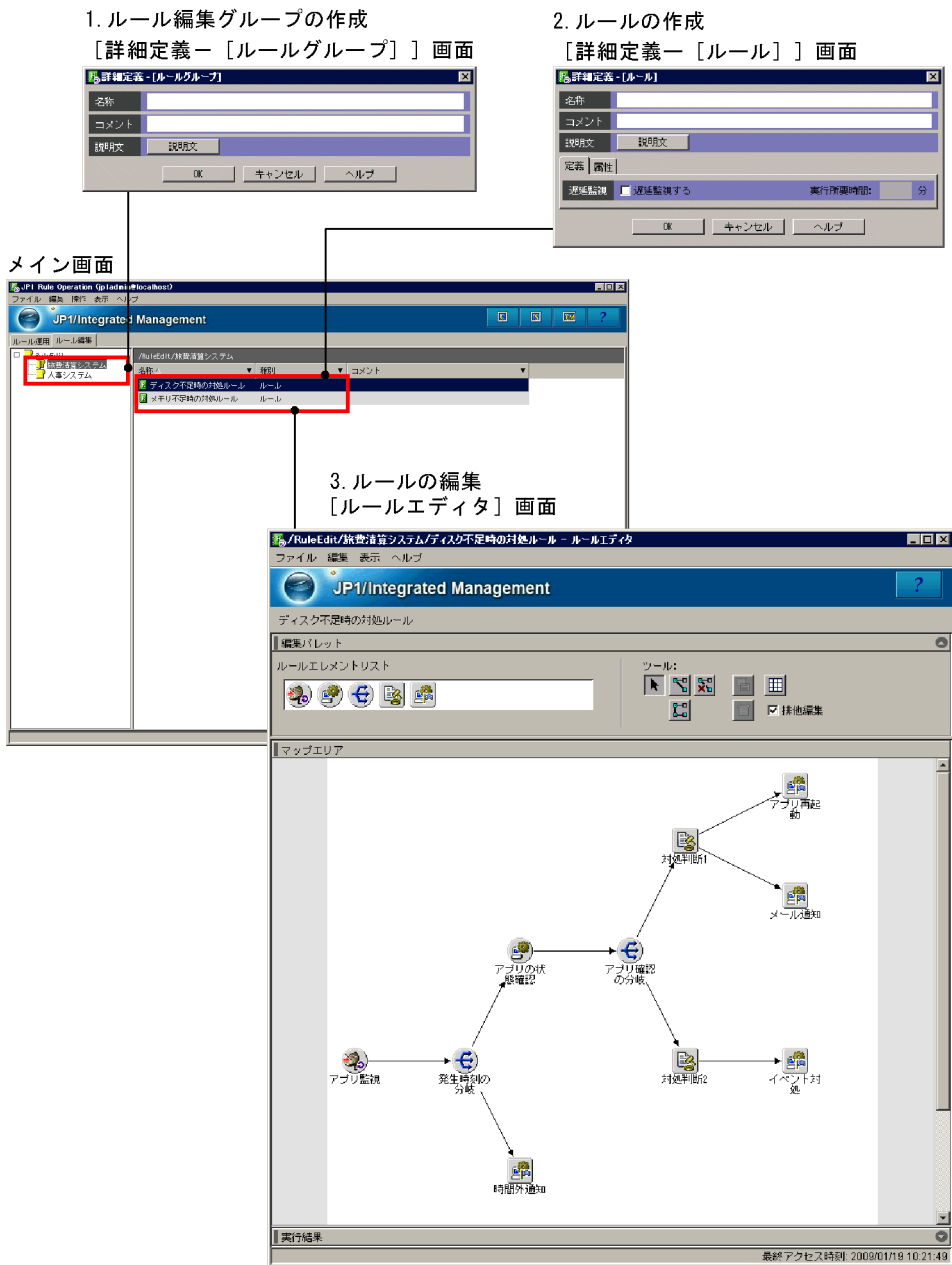 1.ルール編集グループの作成
［詳細定義－［ルールグループ］］画面
詳細定義-[ルールグループ]
名称
コメント
説明文 説明文
OK キャンセル ヘルプ
2.ルールの作成
［詳細定義－［ルール］］画面
詳細定義-[ルール]
名称
コメント
説明文 説明文
定義 属性
遅延監視 遅延監視する 実行所要時間: 分
OK キャンセル ヘルプ
メイン画面
JP1 Rule Operation (jp1admin@localhost)
ファイル 編集 操作 表示 ヘルプ
JP1/Integrated Management
?
ルール運用 ルール編集
/RuleEdit/旅費清算システム
旅費清算システム
人事システム
名称 種別 コメント
ディスク不足時の対処ルール ルール
メモリ不足時の対処ルール ルール
3.ルールの編集
［ルールエディタ］画面
/RuleEdit/旅費清算システム/ディスク不足時の対処ルール - ルールエディタ
ファイル 編集 表示 ヘルプ
JP1/Integrated Management
?
ディスク不足時の対処ルール
編集パレット
ルールエレメントリスト
ツール:
排他編集
マップエリア
アプリ再起
動
対処判断1
メール通知
アプリの状
態確認
アプリ確認
の分岐
アプリ監視
発生時刻の
分岐
対処判断2
イベント対
処
時間外通知
実行結果
最終アクセス時刻: 2009/01/19 10:21:49